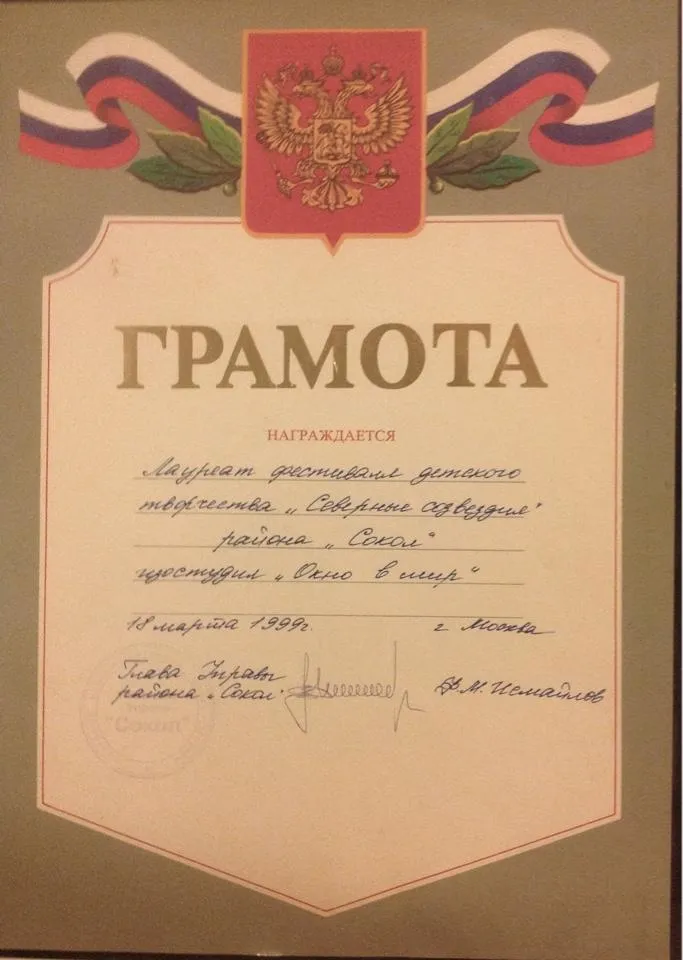 ГРАМОТА
НАГРАЖДАЕТСЯ
Лауреат фестиваля детского
творчества „Северные созвездия"
района „Сокол"
изостудия „Окно в мир"
18 марта 1999г. г. Москва
Глава Управы
района „Сокол" Ф.М. Исмаилов
"Сокол"